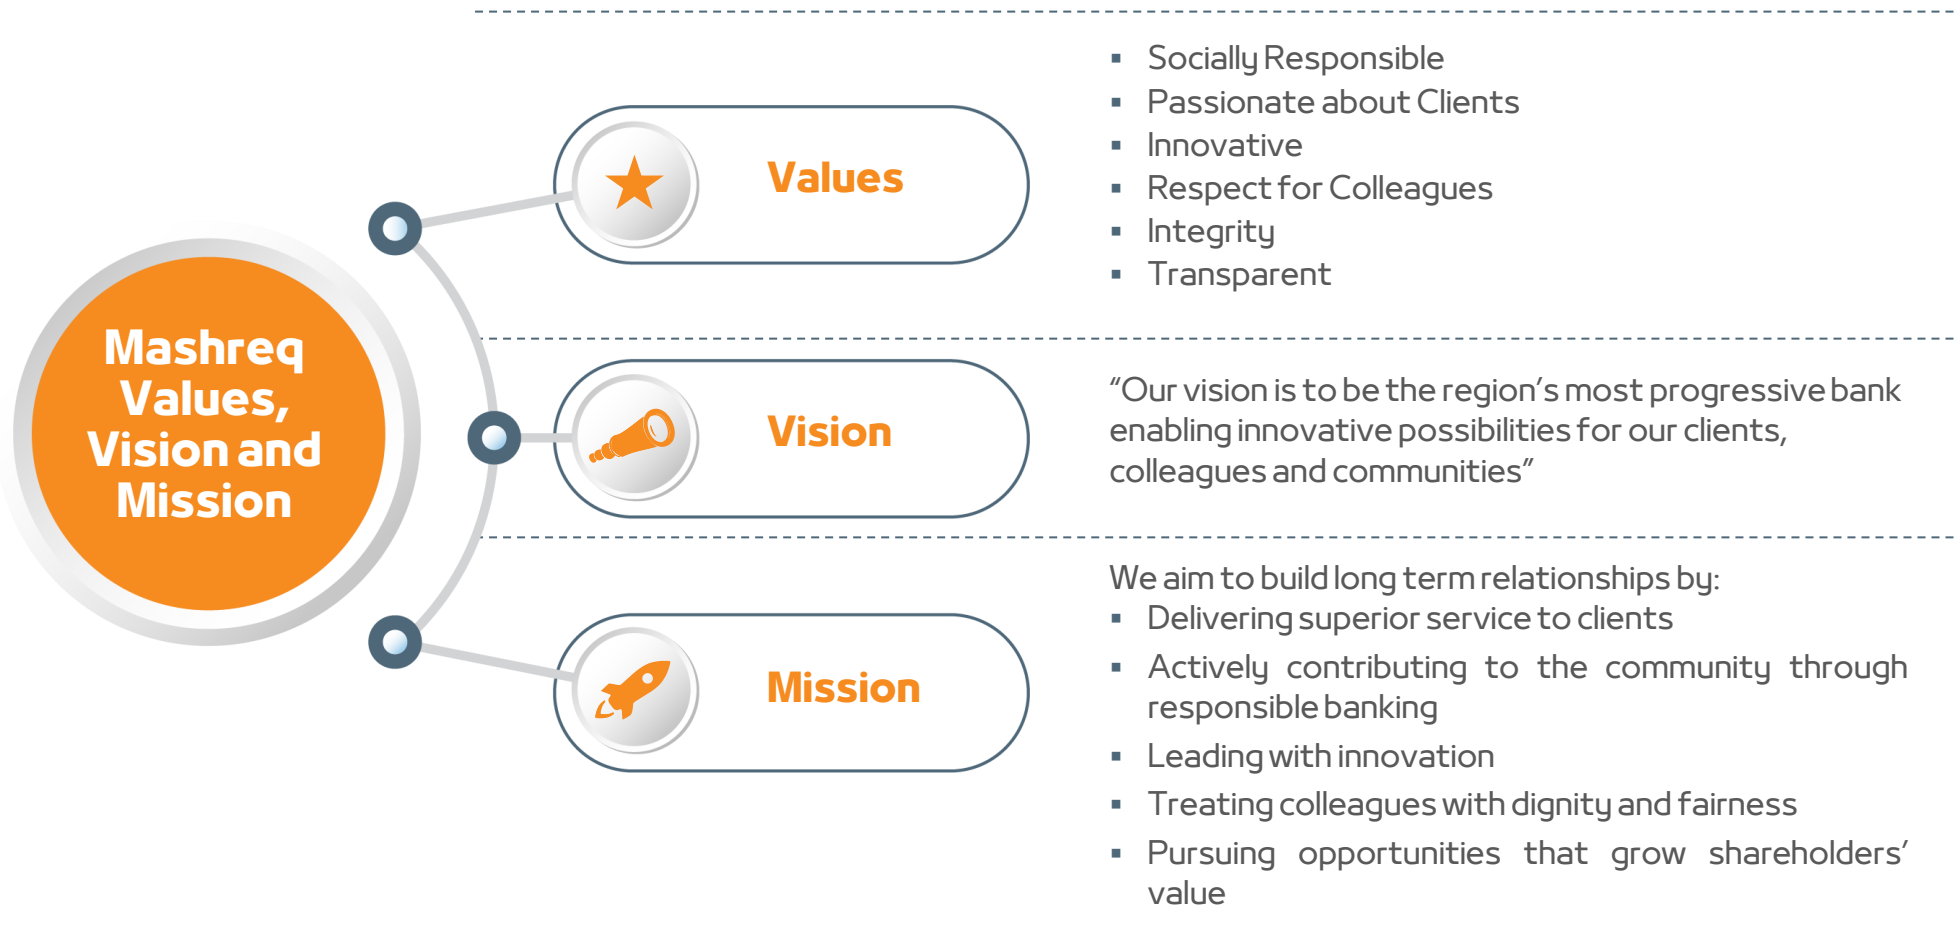 Mashreq
Values,
Vision and
Mission
Values
▪ Socially Responsible
▪ Passionate about Clients
▪ Innovative
▪ Respect for Colleagues
▪ Integrity
▪ Transparent
Vision
“Our vision is to be the region’s most progressive bank
enabling innovative possibilities for our clients,
colleagues and communities”
Mission
We aim to build long term relationships by:
▪ Delivering superior service to clients
▪ Actively contributing to the community through
responsible banking
▪ Leading with innovation
▪ Treating colleagues with dignity and fairness
▪ Pursuing opportunities that grow shareholders’
value